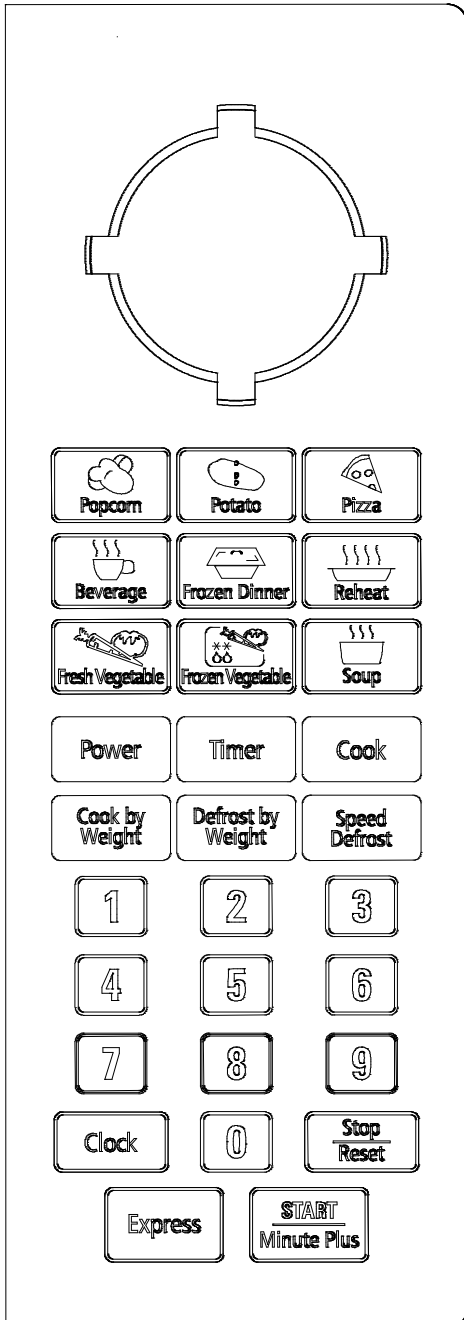 Popcorn Potato Pizza
Beverage Frozen Dinner Reheat
Fresh Vegetable Frozen Vegetable Soup
Power Timer Cook
Cook by Weight
Defrost by Weight
Speed Defrost
1 2 3
4 5 6
7 8 9
Clock 0 Stop
Reset
Express START
Minute Plus